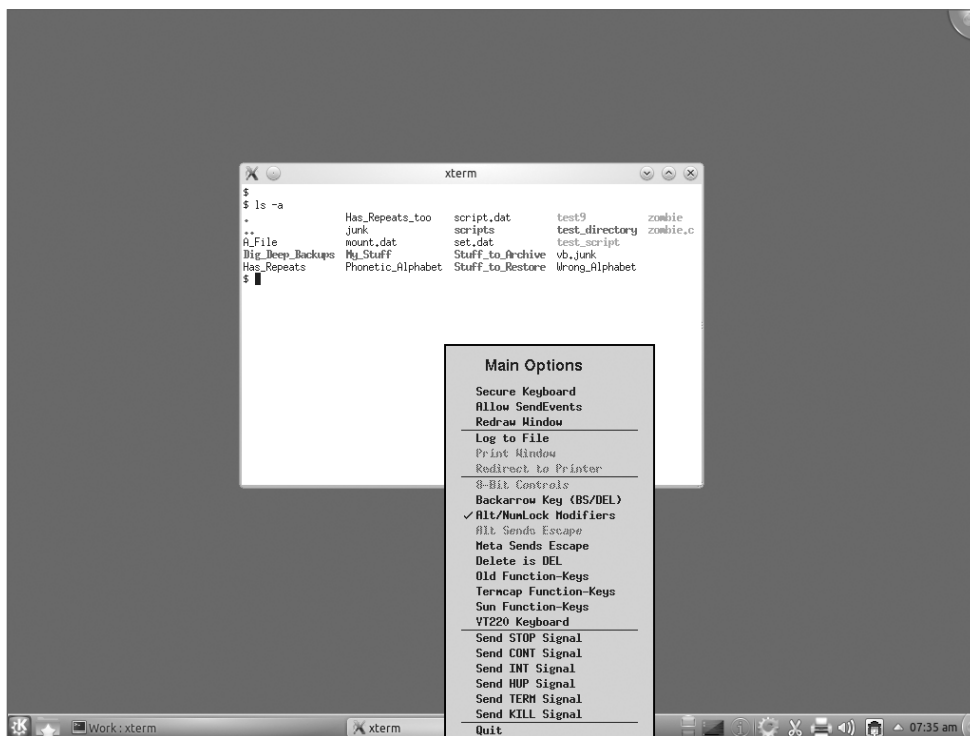 xterm
$
$ ls -a
. Has_Repeats_too script.dat test9 zombie
.. junk scripts test_directory zombie.c
A_File mount.dat set.dat test_script
Big_Deep_Backups My_Stuff Stuff_to_Archive vb.junk
Has_Repeats Phonetic_Alphabet Stuff_to_Restore Wrong_Alphabet
$
Main Options
Secure Keyboard
Allow SendEvents
Redraw Window
Log to File
Print Window
Redirect to Printer
8-Bit Controls
Backarrow Key (BS/DEL)
✓Alt/NumLock Modifiers
Alt Sends Escape
Meta Sends Escape
Delete is DEL
Old Function-Keys
Termcap Function-Keys
Sun Function-Keys
VT220 Keyboard
Send STOP Signal
Send CONT Signal
Send INT Signal
Send HUP Signal
Send TERM Signal
Send KILL Signal
Quit
Work : xterm
xterm
07:35 am